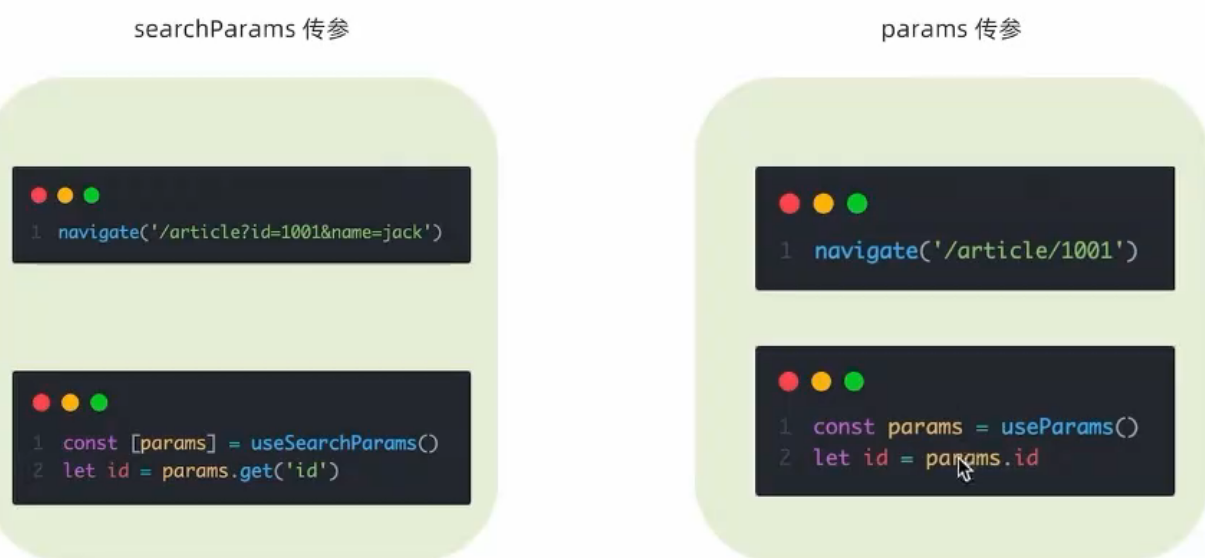 searchParams 传参
1 navigate('/article?id=1001&name=jack')
1 const [params] = useSearchParams()
2 let id = params.get('id')
params 传参
1 navigate('/article/1001')
1 const params = useParams()
2 let id = params.id